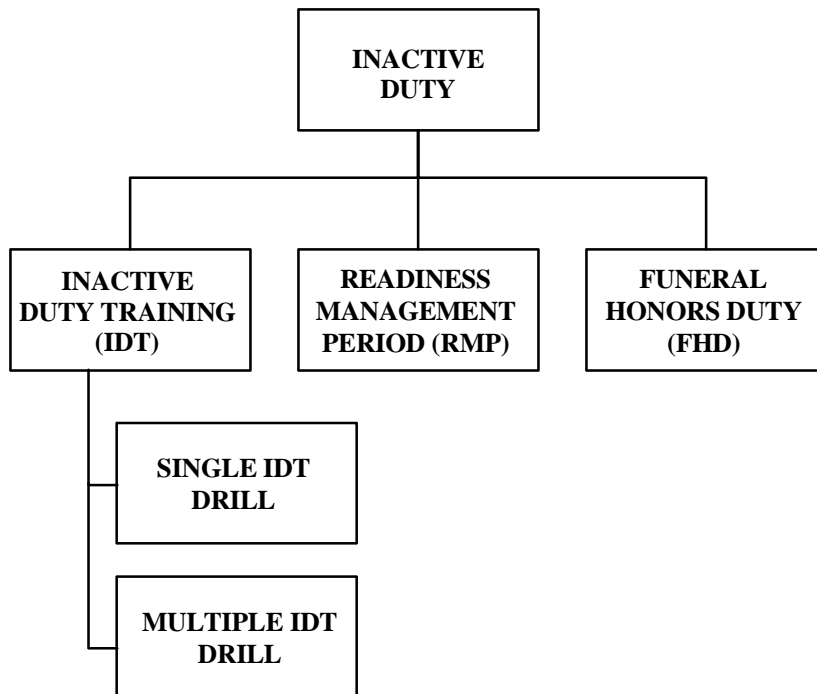 INACTIVE
DUTY
INACTIVE
DUTY TRAINING
(IDT)
READINESS
MANAGEMENT
PERIOD (RMP)
FUNERAL
HONORS DUTY
(FHD)
SINGLE IDT
DRILL
MULTIPLE IDT
DRILL